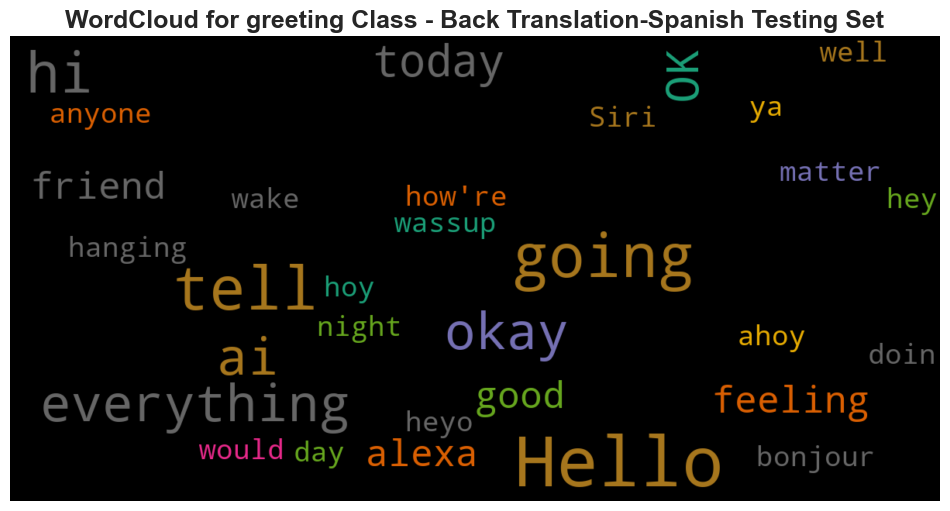 WordCloud for greeting Class - Back Translation-Spanish Testing Set
hi
today
OK
well
anyone
Siri
ya
friend
wake
how're
matter
hey
wassup
hanging
going
tell
hoy
night
okay
ahoy
doin
ai
everything
good
feeling
heyo
would
day
alexa
Hello
bonjour